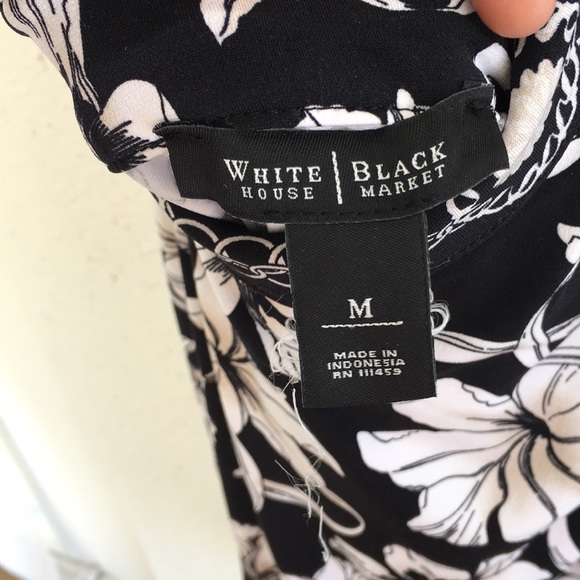 WHITE | BLACK
HOUSE | MARKET
M
MADE IN
INDONESIA
RN 111459